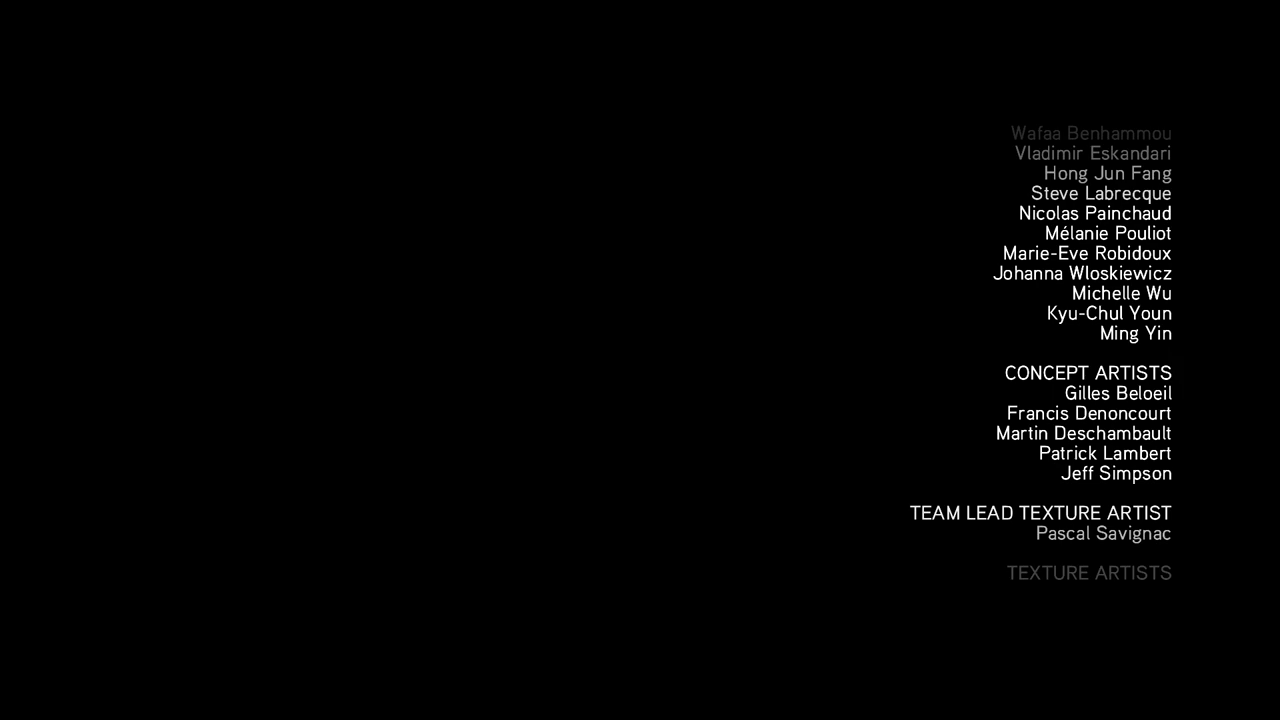 Wafaa Benhammou
Vladimir Eskandari
Hong Jun Fang
Steve Labrecque
Nicolas Painchaud
Mélanie Pouliot
Marie-Eve Robidoux
Johanna Wloskiewicz
Michelle Wu
Kyu-Chul Youn
Ming Yin
CONCEPT ARTISTS
Gilles Beloeil
Francis Denoncourt
Martin Deschambault
Patrick Lambert
Jeff Simpson
TEAM LEAD TEXTURE ARTIST
Pascal Savignac
TEXTURE ARTISTS